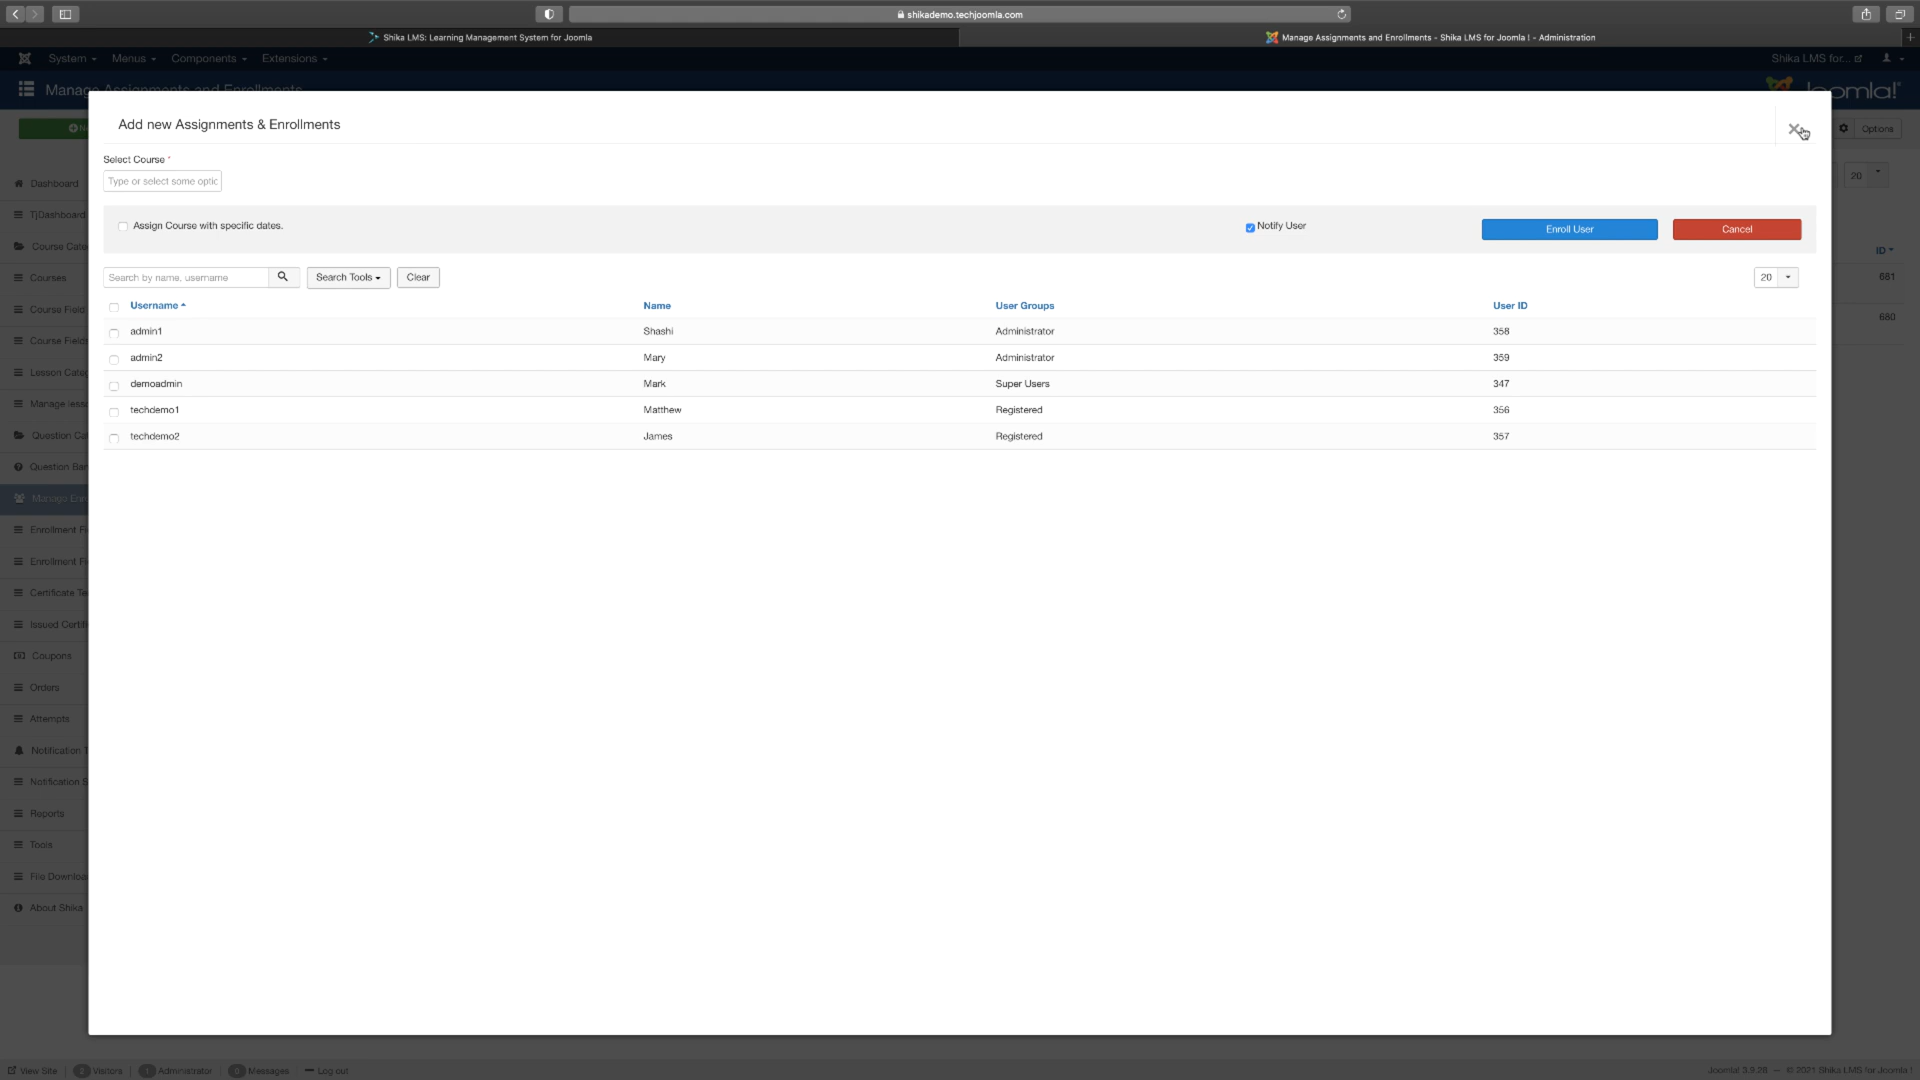 shikademo.techjoomla.com
Shika LMS: Learning Management System for Joomla
Manage Assignments and Enrollments - Shika LMS for Joomla ! - Administration
System
Menus
Components
Extensions
Shika LMS for...
Manage Assignments and Enrollments
Joomla!
Add new Assignments & Enrollments
Options
Select Course *
Type or select some optic
20
Assign Course with specific dates.
Notify User
Enroll User
Cancel
ID
Search by name, username
Search Tools
Clear
20
681
Username
Name
User Groups
User ID
680
admin1
Shashi
Administrator
358
admin2
Mary
Administrator
359
demoadmin
Mark
Super Users
347
techdemo1
Matthew
Registered
356
techdemo2
James
Registered
357
Dashboard
TjDashboard
Course Cate
Courses
Course Field
Course Field
Lesson Cate
Manage less
Question Ca
Question Ban
Manage Enr
Enrollment Fi
Enrollment Fi
Certificate Te
Issued Certifi
Coupons
Orders
Attempts
Notification T
Notification S
Reports
Tools
File Downloa
About Shika
View Site
2 Visitors
1 Administrator
0 Messages
Log out
Joomla! 3.9.28 — © 2021 Shika LMS for Joomla !